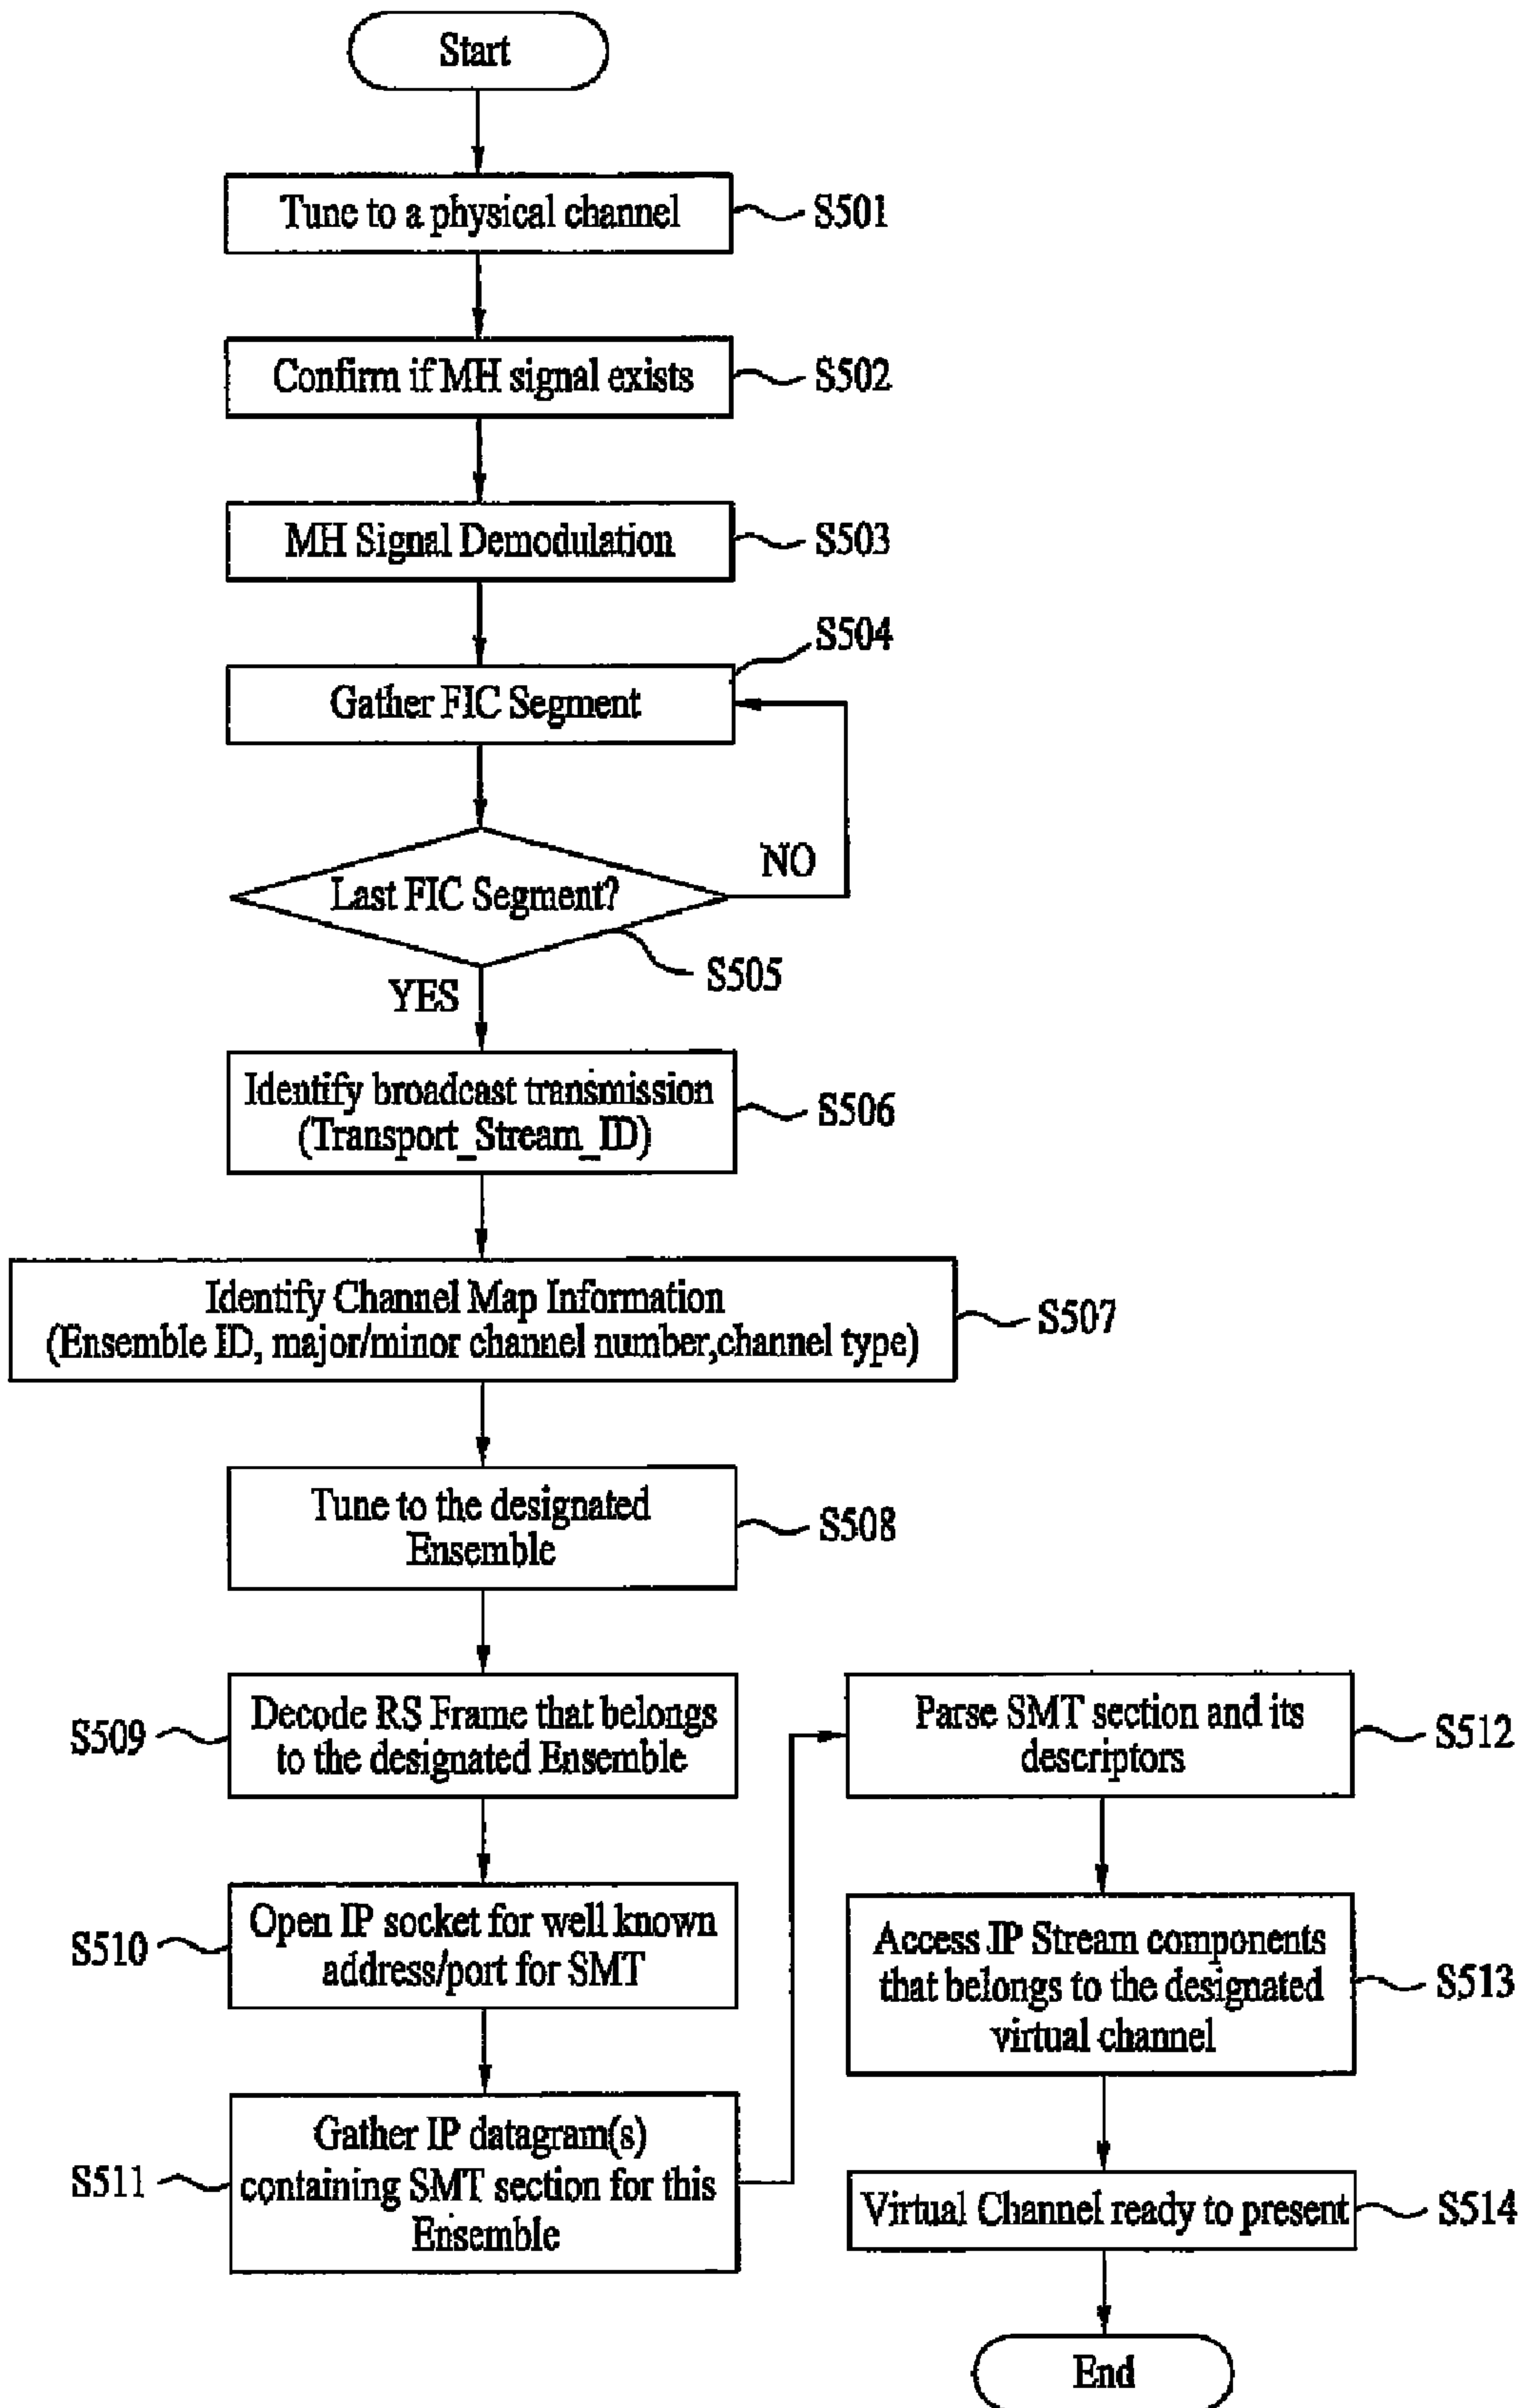 Start
Tune to a physical channel
S501
Confirm if MH signal exists
S502
MH Signal Demodulation
S503
S504
Gather FIC Segment
NO
Last FIC Segment?
S505
YES
Identify broadcast transmission
(Transport_Stream_ID)
S506
Identify Channel Map Information
(Ensemble ID, major/minor channel number,channel type)
S507
Tune to the designated
Ensemble
S508
S509
Decode RS Frame that belongs
to the designated Ensemble
S510
Open IP socket for well known
address/port for SMT
S511
Gather IP datagram(s)
containing SMT section for this
Ensemble
Parse SMT section and its
descriptors
S512
Access IP Stream components
that belongs to the designated
virtual channel
S513
Virtual Channel ready to present
S514
End